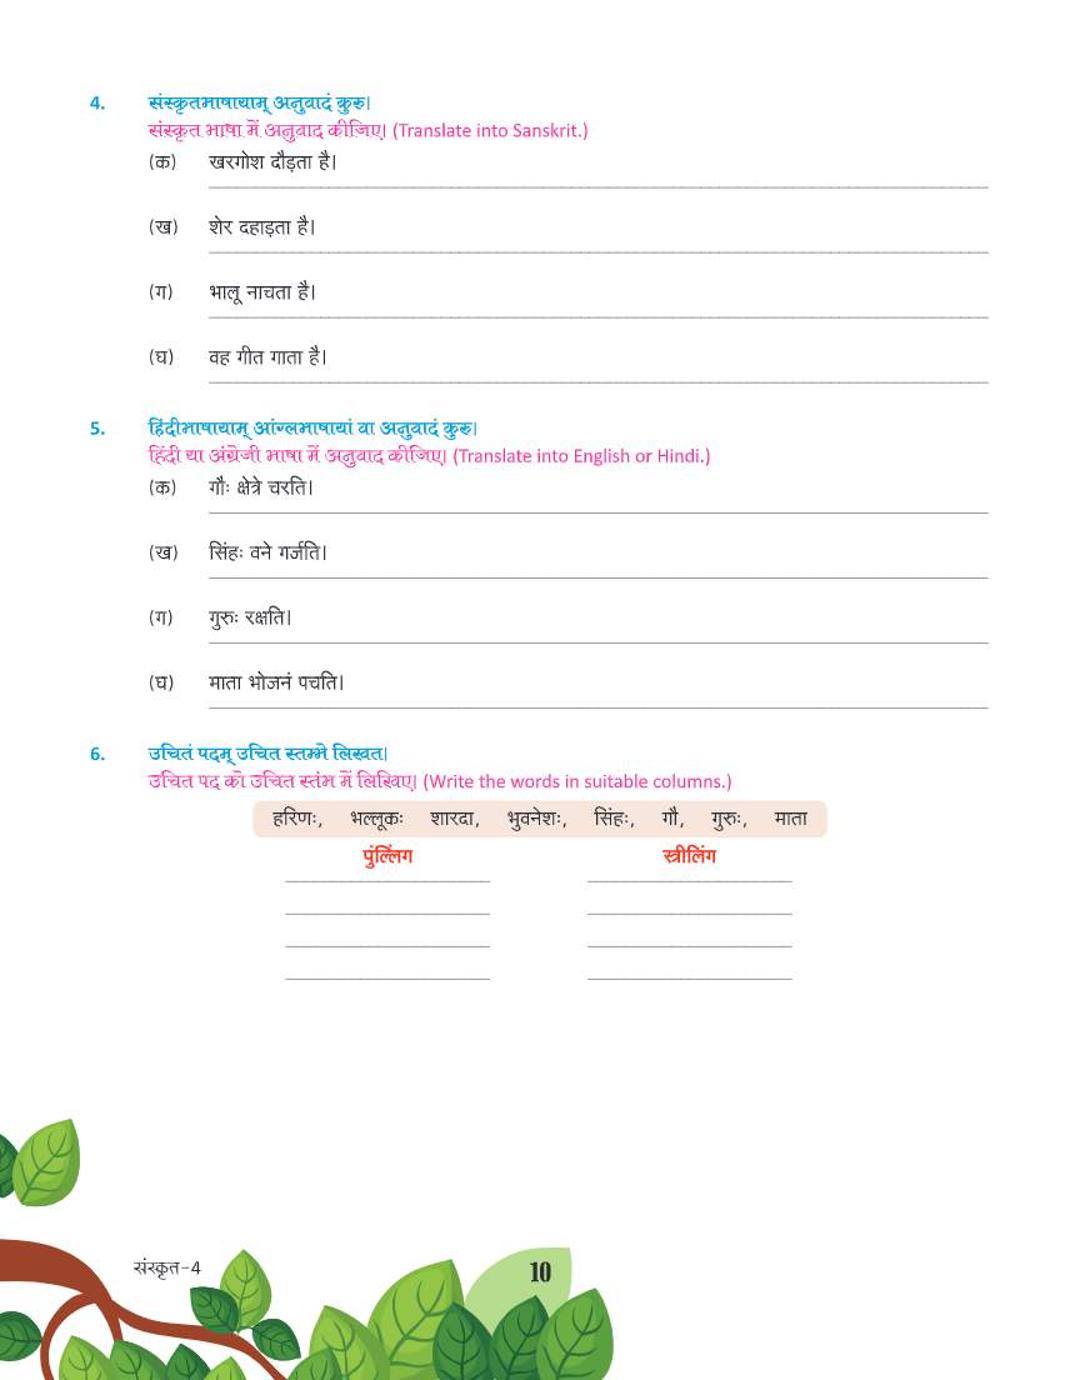 4. संस्कृतभाषायाम् अनुवादं कुरु।
संस्कृत भाषा में अनुवाद कीजिए। (Translate into Sanskrit.)
(क) खरगोश दौड़ता है।
(ख) शेर दहाड़ता है।
(ग) भालू नाचता है।
(घ) वह गीत गाता है।
5. हिंदीभाषायाम् आंग्लभाषायां वा अनुवादं कुरु।
हिंदी या अंग्रेजी भाषा में अनुवाद कीजिए। (Translate into English or Hindi.)
(क) गौः क्षेत्रे चरति।
(ख) सिंहः वने गर्जति।
(ग) गुरुः रक्षति।
(घ) माता भोजनं पचति।
6. उचितं पदम् उचित स्तम्भे लिखत।
उचित पद को उचित स्तंभ में लिखिए। (Write the words in suitable columns.)
हरिणः, भल्लूकः शारदा, भुवनेशः, सिंहः, गौ, गुरुः, माता
पुंल्लिंग स्त्रीलिंग
संस्कृत-4
10